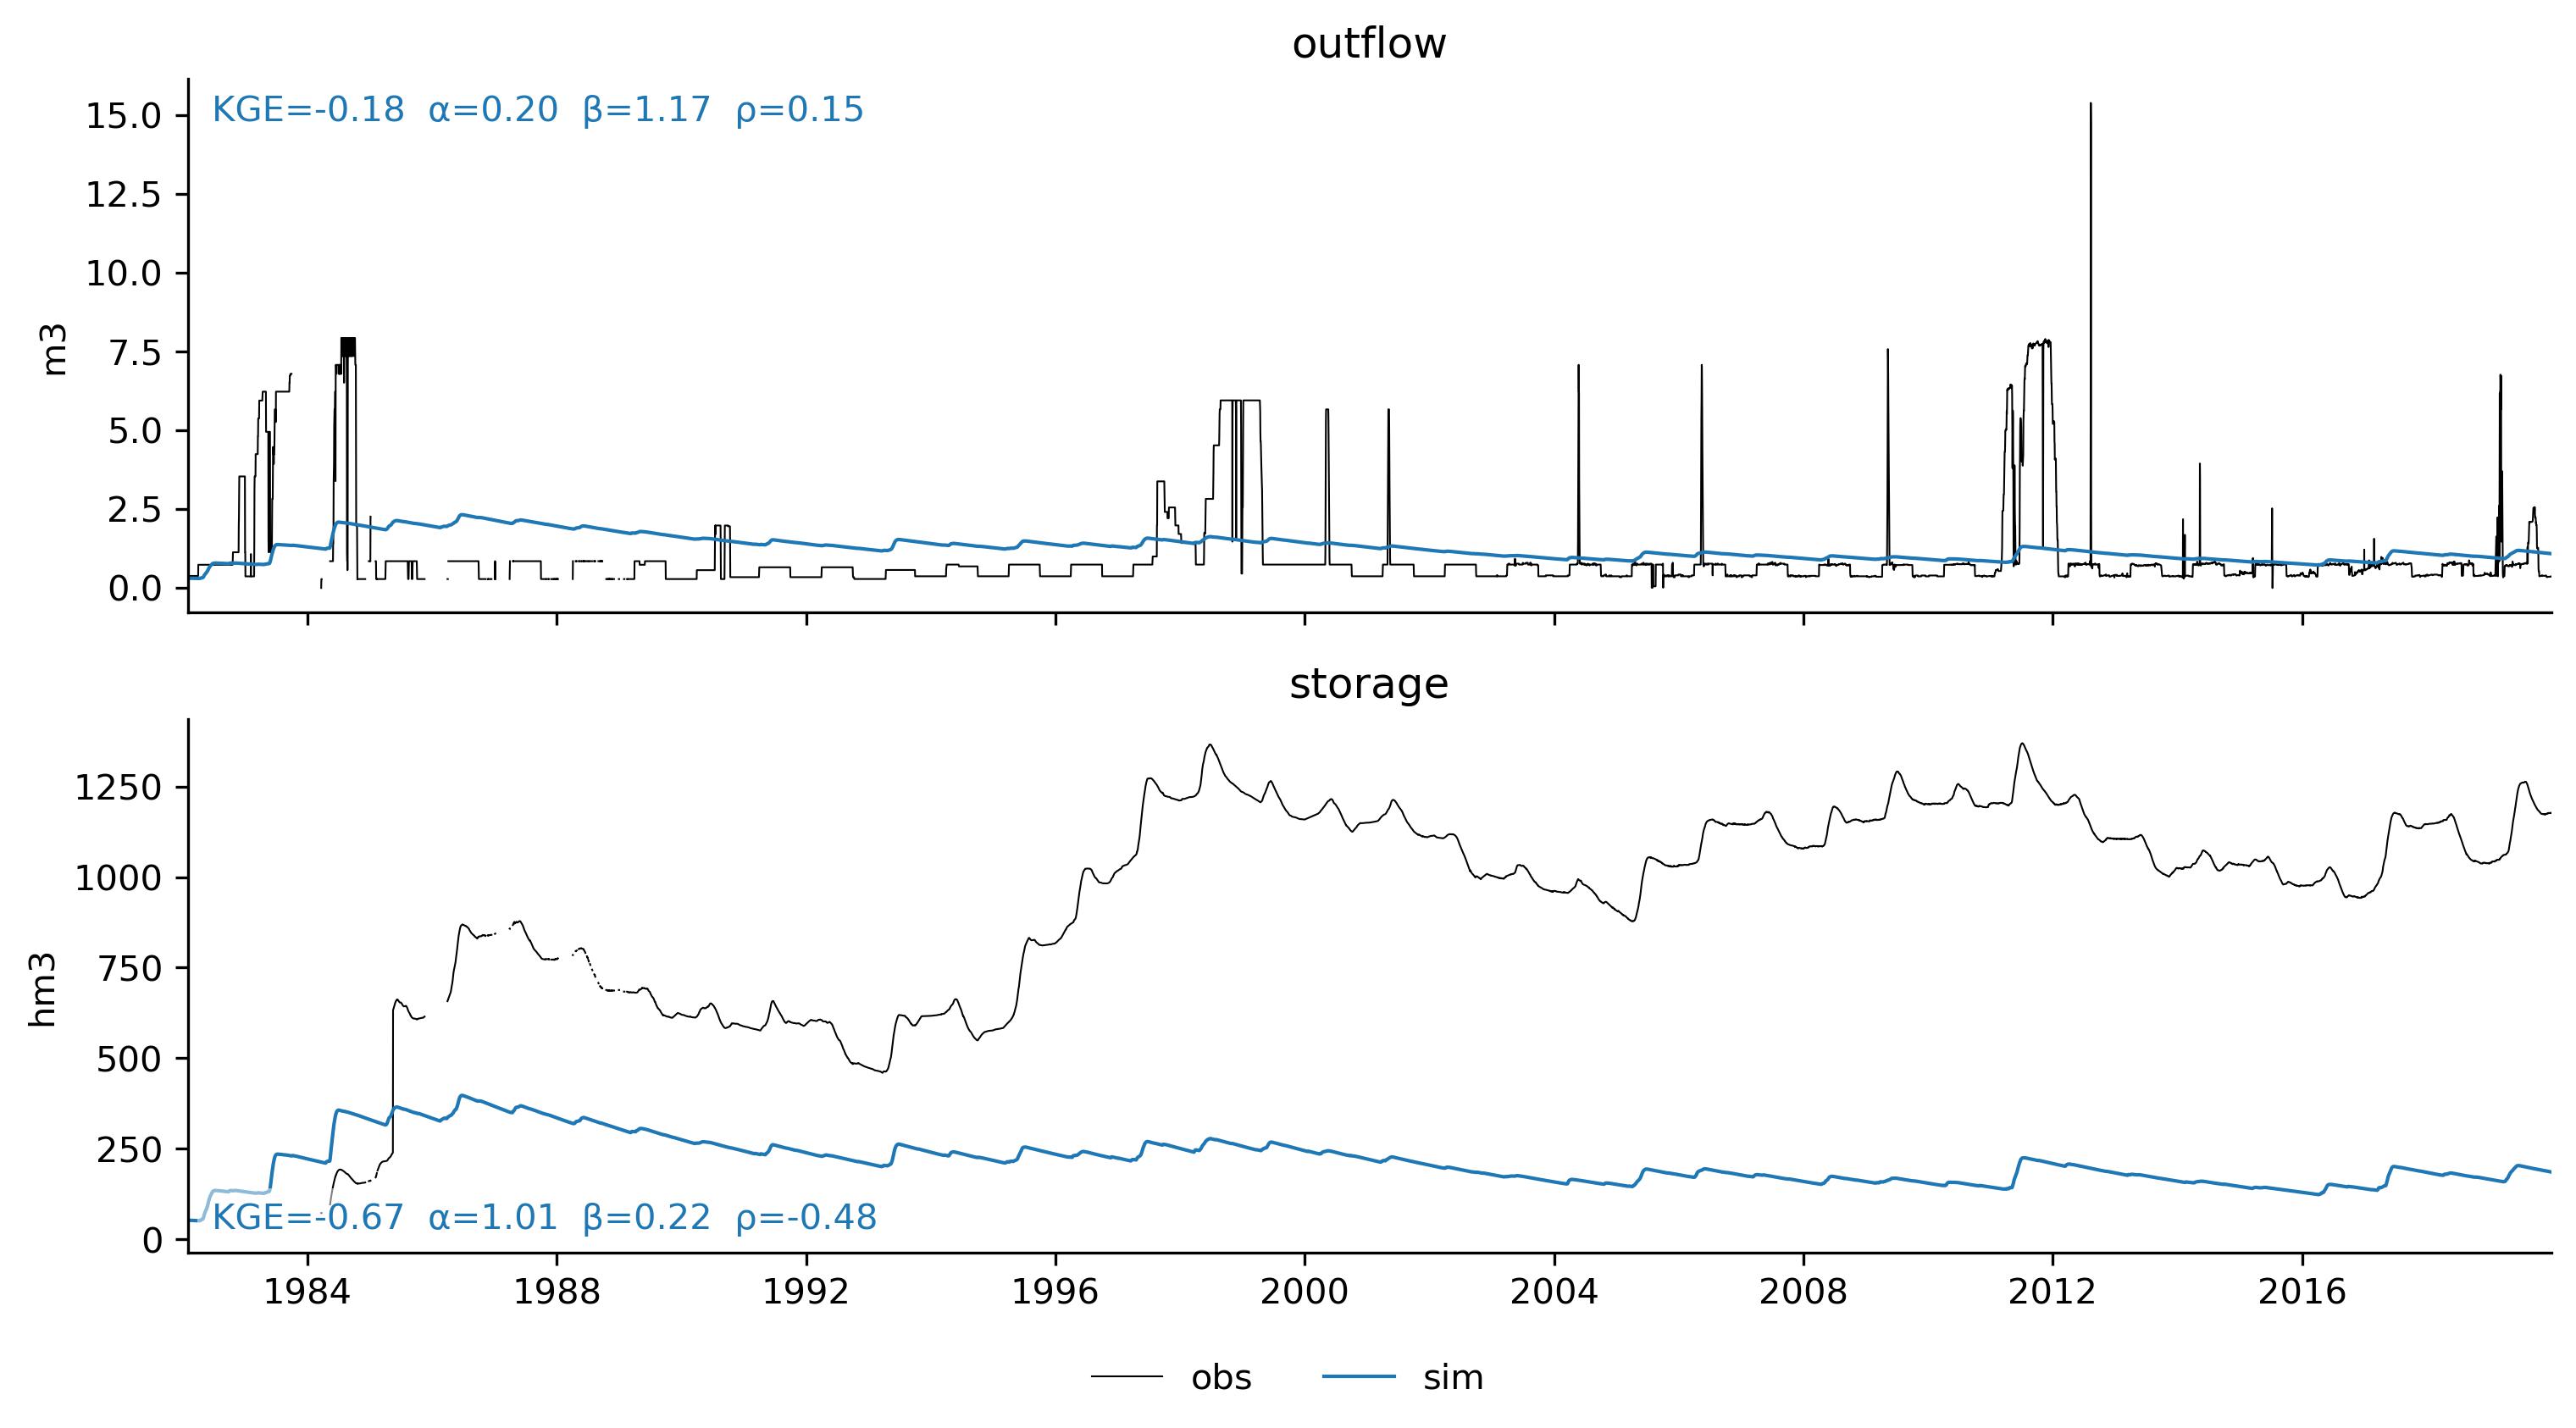 outflow
KGE=-0.18 α=0.20 β=1.17 ρ=0.15
15.0
12.5
10.0
7.5
5.0
2.5
0.0
m3
storage
1250
1000
750
500
250
0
hm3
KGE=-0.67 α=1.01 β=0.22 ρ=-0.48
1984 1988 1992 1996 2000 2004 2008 2012 2016
obs sim